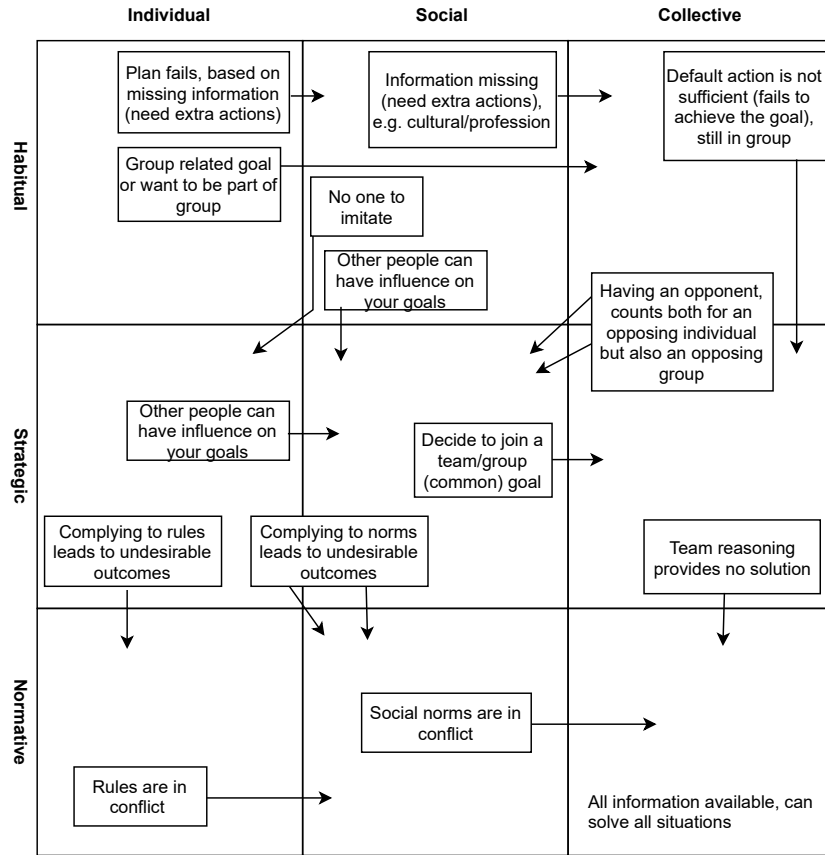 Individual
Social
Collective
Habitual
Plan fails, based on
missing information
(need extra actions)
Information missing
(need extra actions),
e.g. cultural/profession
Default action is not
sufficient (fails to
achieve the goal),
still in group
Group related goal
or want to be part of
group
No one to
imitate
Other people can
have influence on
your goals
Having an opponent,
counts both for an
opposing individual
but also an opposing
group
Strategic
Other people can
have influence on
your goals
Decide to join a
team/group
(common) goal
Complying to rules
leads to undesirable
outcomes
Complying to norms
leads to undesirable
outcomes
Team reasoning
provides no solution
Normative
Social norms are in
conflict
Rules are in
conflict
All information available, can
solve all situations